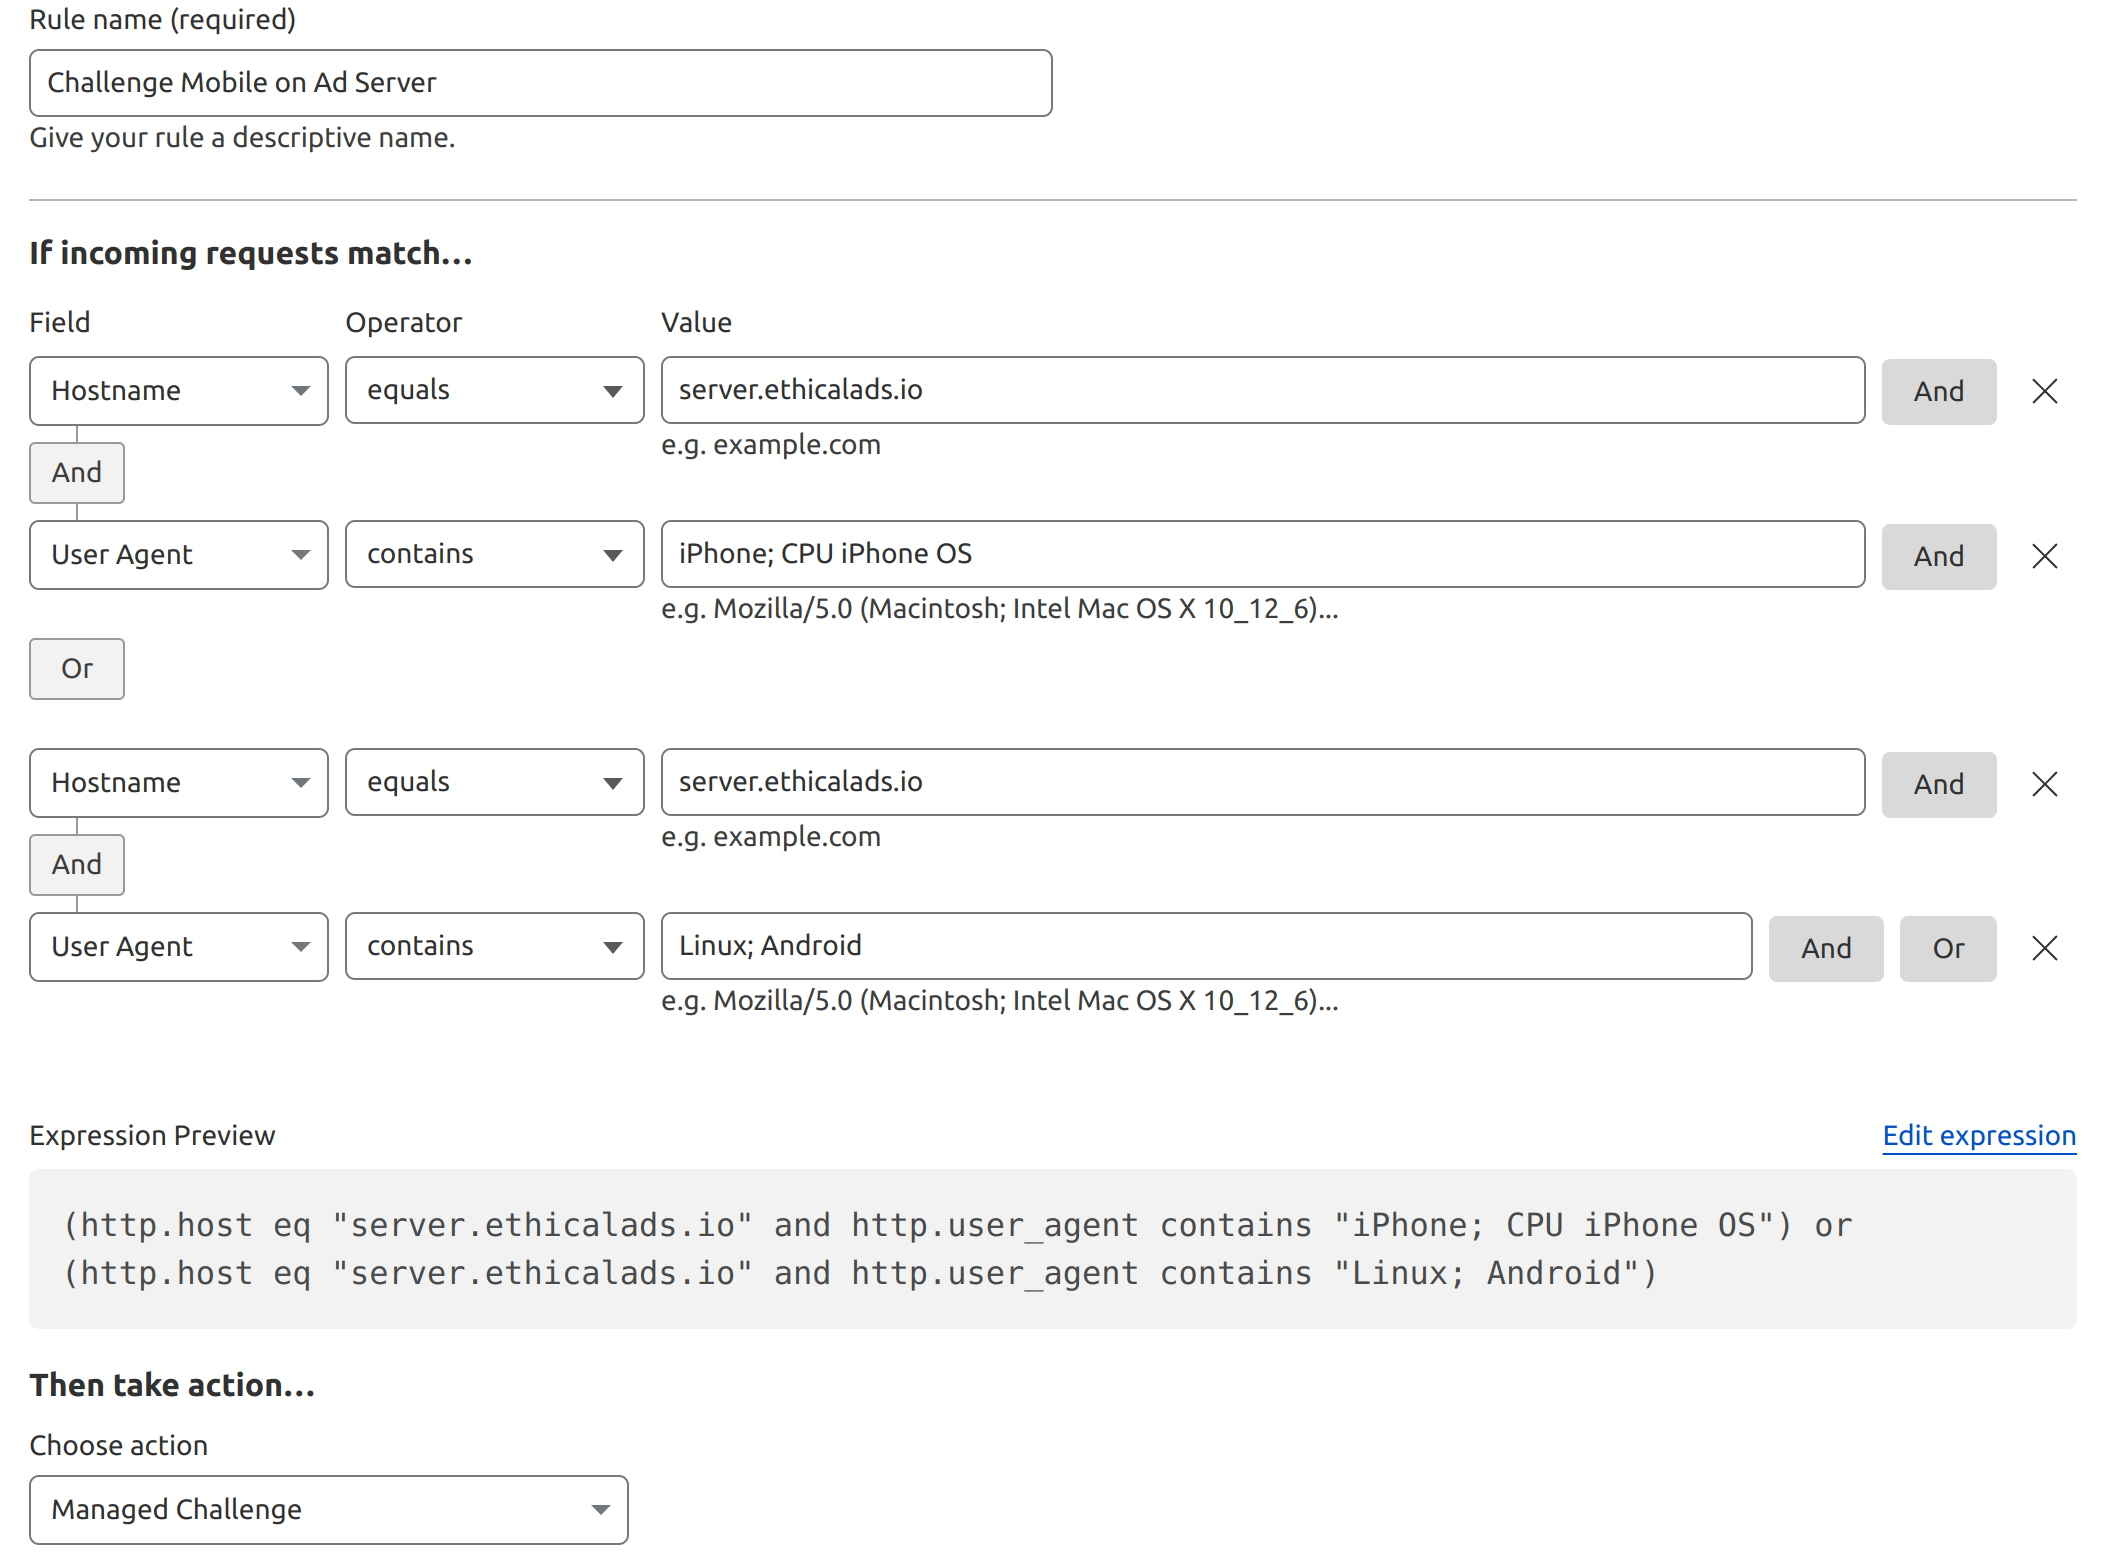 Rule name (required)
Challenge Mobile on Ad Server
Give your rule a descriptive name.
If incoming requests match...
Field Operator Value
Hostname equals server.ethicalads.io And
e.g. example.com
And
User Agent contains iPhone; CPU iPhone OS And
e.g. Mozilla/5.0 (Macintosh; Intel Mac OS X 10_12_6)...
Or
Hostname equals server.ethicalads.io And
e.g. example.com
And
User Agent contains Linux; Android And Or
e.g. Mozilla/5.0 (Macintosh; Intel Mac OS X 10_12_6)...
Expression Preview Edit expression
(http.host eq "server.ethicalads.io" and http.user_agent contains "iPhone; CPU iPhone OS") or
(http.host eq "server.ethicalads.io" and http.user_agent contains "Linux; Android")
Then take action...
Choose action
Managed Challenge